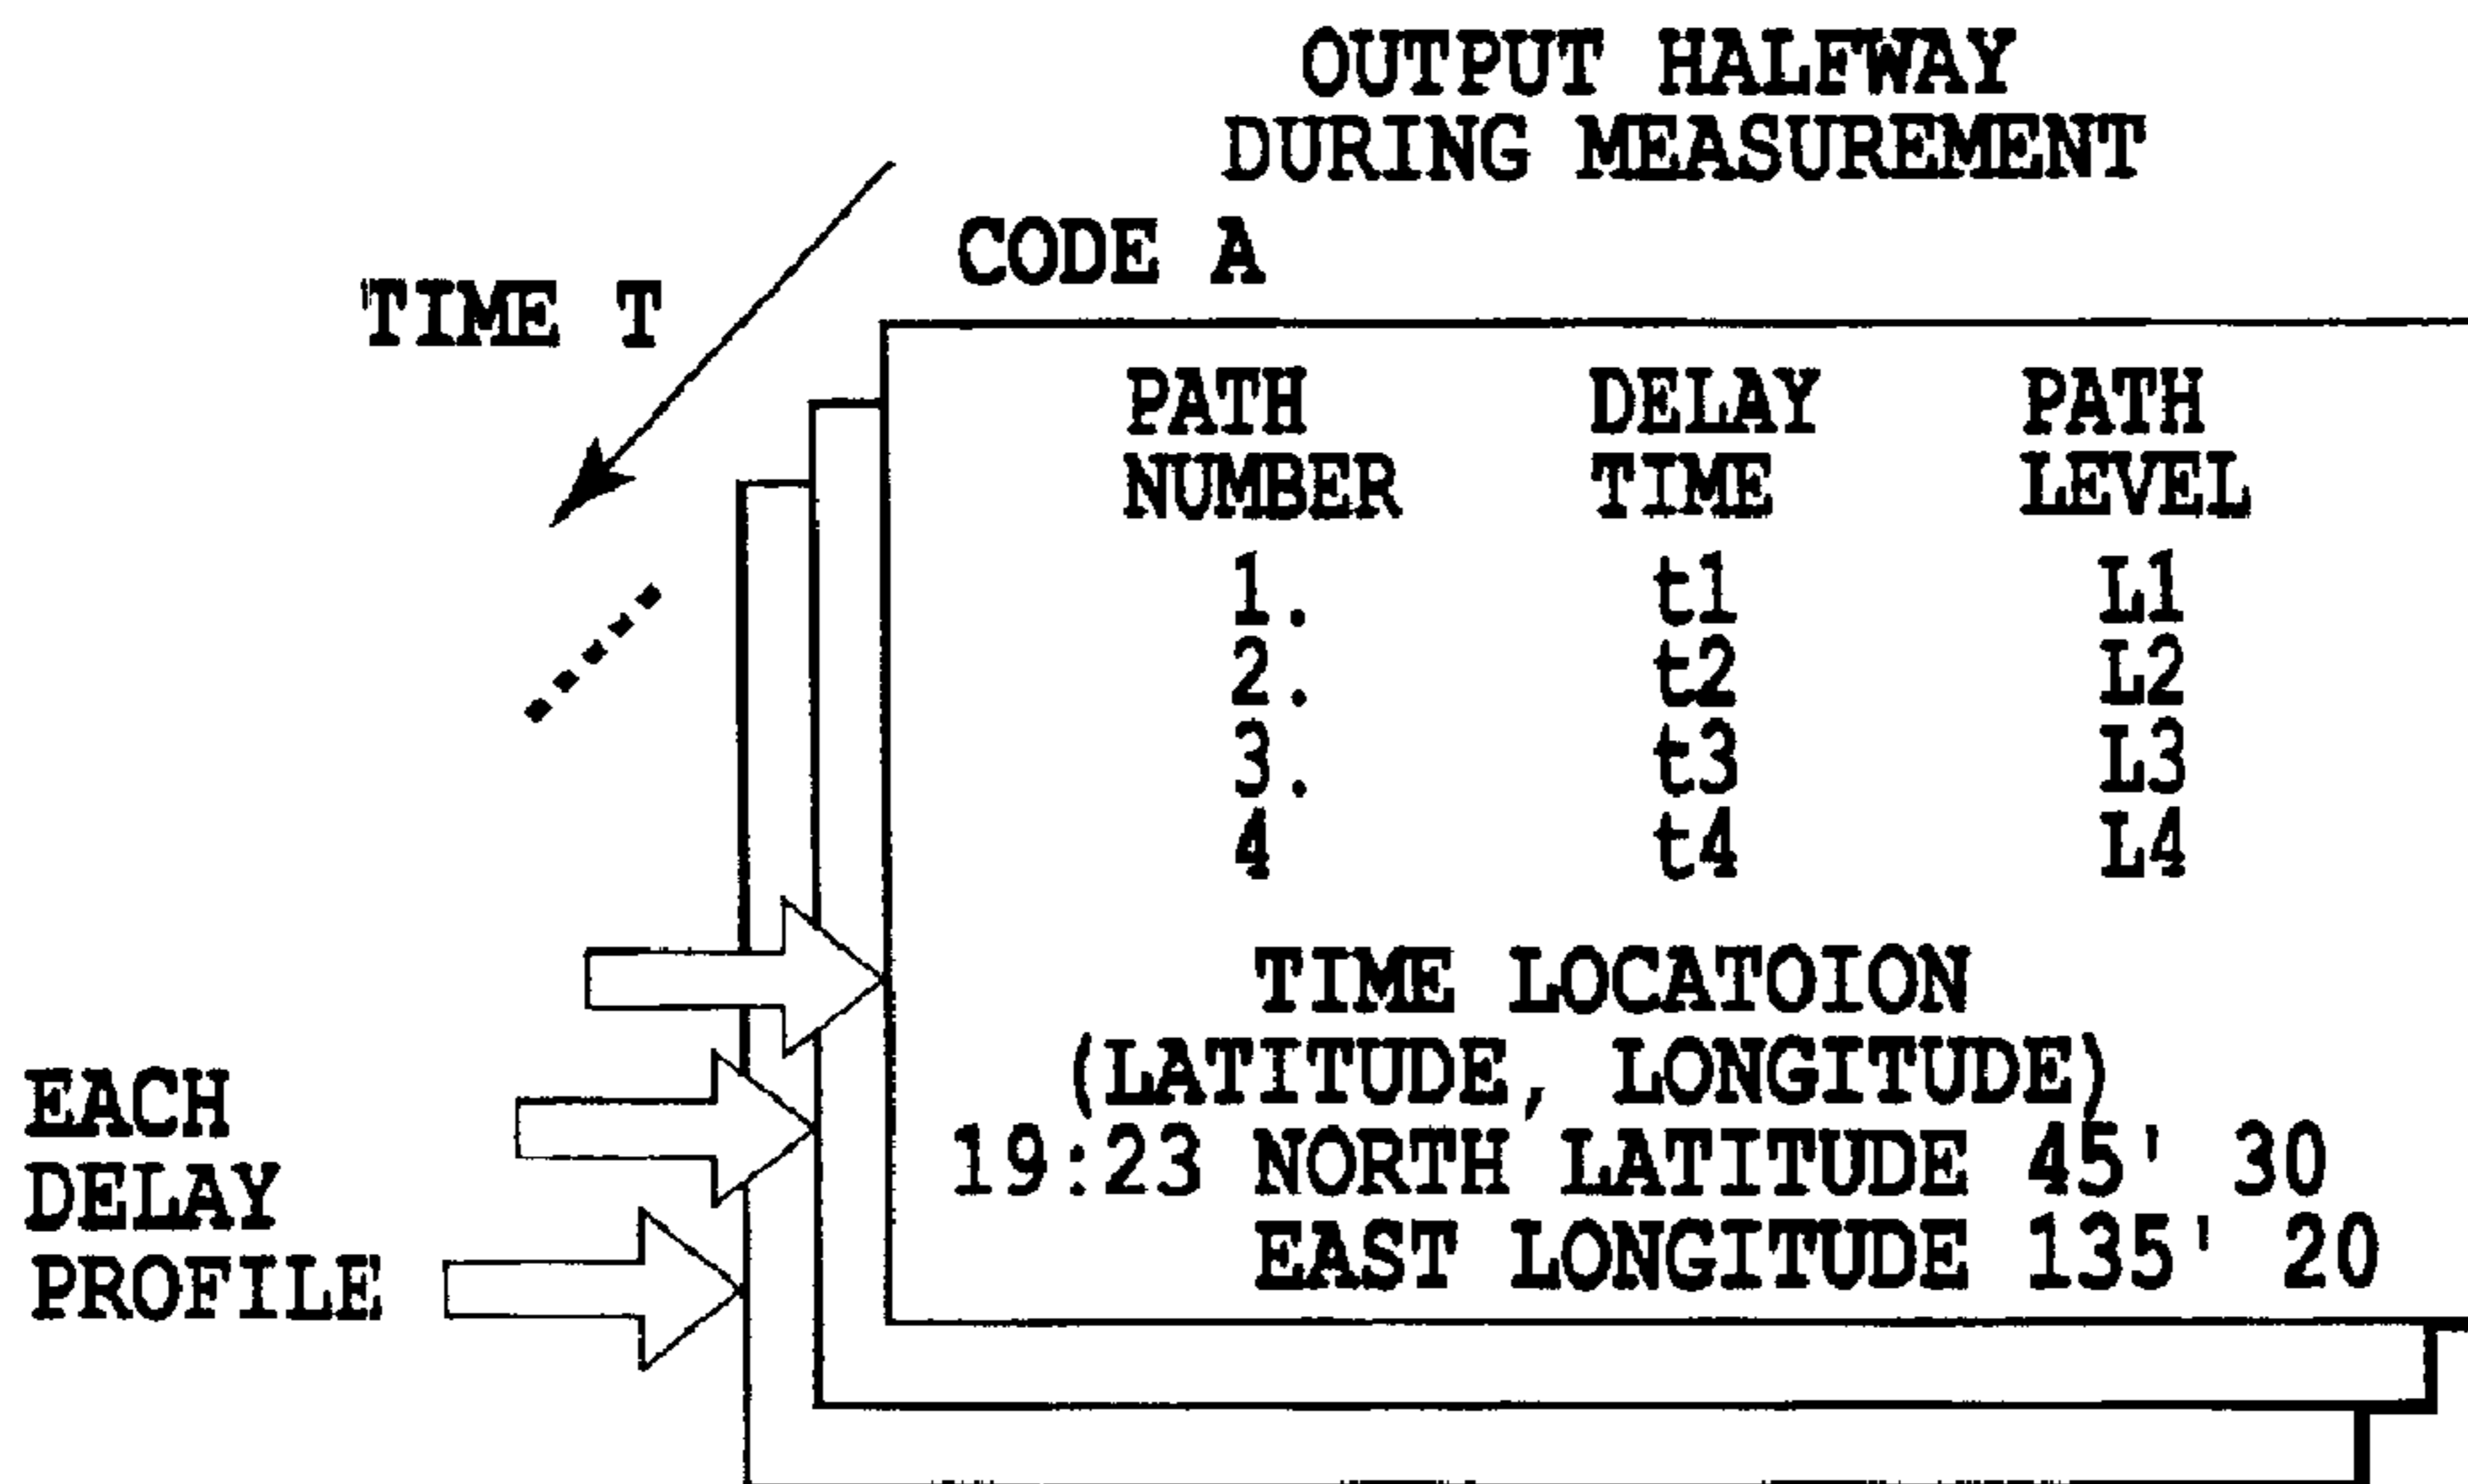 OUTPUT HALFWAY
DURING MEASUREMENT
CODE A
TIME T
PATH NUMBER DELAY TIME PATH LEVEL
1. t1 L1
2. t2 L2
3. t3 L3
4 t4 L4
TIME LOCATOION
(LATITUDE, LONGITUDE)
19:23 NORTH LATITUDE 45' 30
EAST LONGITUDE 135' 20
EACH
DELAY
PROFILE